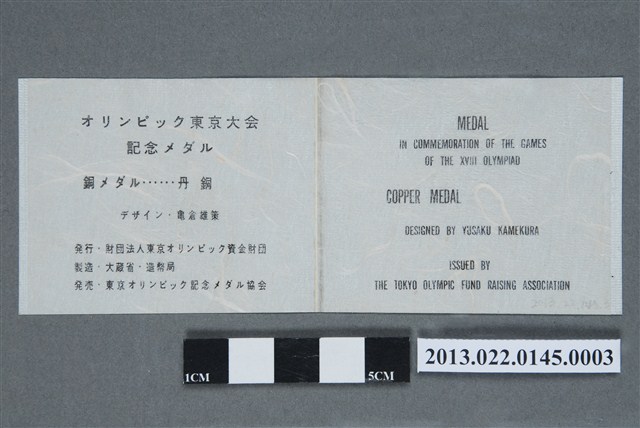 オリンピック東京大会
記念メダル
銅メダル……丹 銅
デザイン・亀倉雄策
発行・財団法人東京オリンピック資金財団
製造・大蔵省・造幣局
発売・東京オリンピック記念メダル協会
MEDAL
IN COMMEMORATION OF THE GAMES
OF THE XVIII OLYMPIAD
COPPER MEDAL
DESIGNED BY YUSAKU KAMEKURA
ISSUED BY
THE TOKYO OLYMPIC FUND RAISING ASSOCIATION
1CM 5CM
2013.022.0145.0003